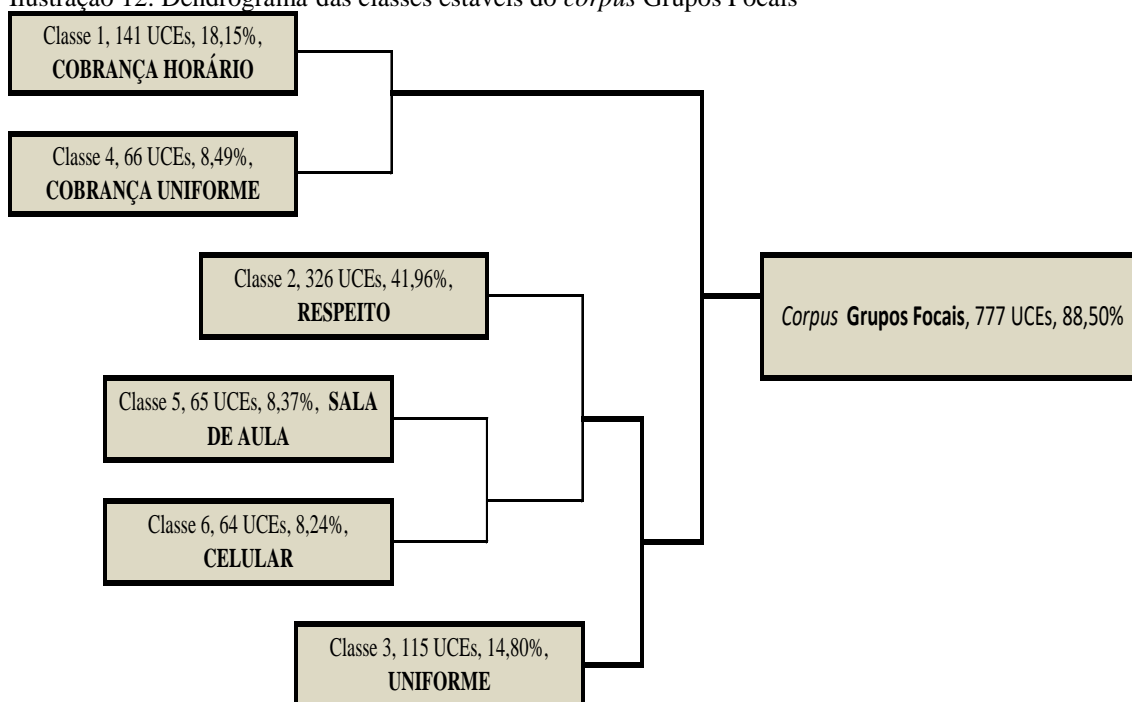 Ilustração 12: Dendrograma das classes estáveis do corpus Grupos Focais
Classe 1, 141 UCEs, 18,15%,
COBRANÇA HORÁRIO
Classe 4, 66 UCEs, 8,49%,
COBRANÇA UNIFORME
Classe 2, 326 UCEs, 41,96%,
RESPEITO
Corpus Grupos Focais, 777 UCEs, 88,50%
Classe 5, 65 UCEs, 8,37%, SALA
DE AULA
Classe 6, 64 UCEs, 8,24%,
CELULAR
Classe 3, 115 UCEs, 14,80%,
UNIFORME